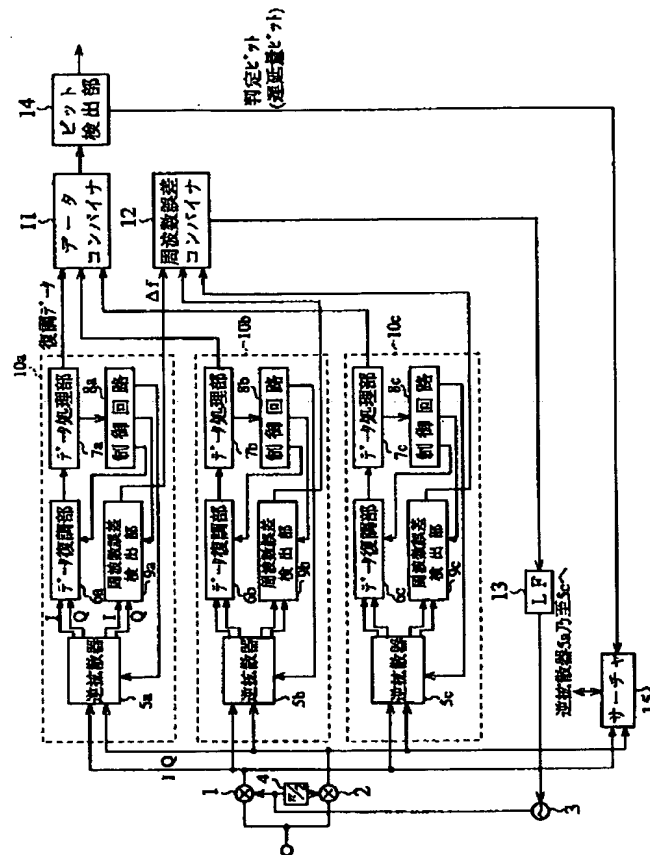 10a
逆拡散器
5a
I
Q
I
Q
データ復調部
6a
データ処理部
7a
制御回路
8a
周波数誤差
検出部
9a
復調データ
Δf
10b
逆拡散器
5b
データ復調部
6b
データ処理部
7b
制御回路
8b
周波数誤差
検出部
9b
10c
逆拡散器
5c
データ復調部
6c
データ処理部
7c
制御回路
8c
周波数誤差
検出部
9c
11
データ
コンバイナ
12
周波数誤差
コンバイナ
14
ビット
検出部
判定ビット
(遅延量ビット)
I Q
1
4
π/2
2
3
13
LF
逆拡散器5a乃至5cへ
サーチャ
15